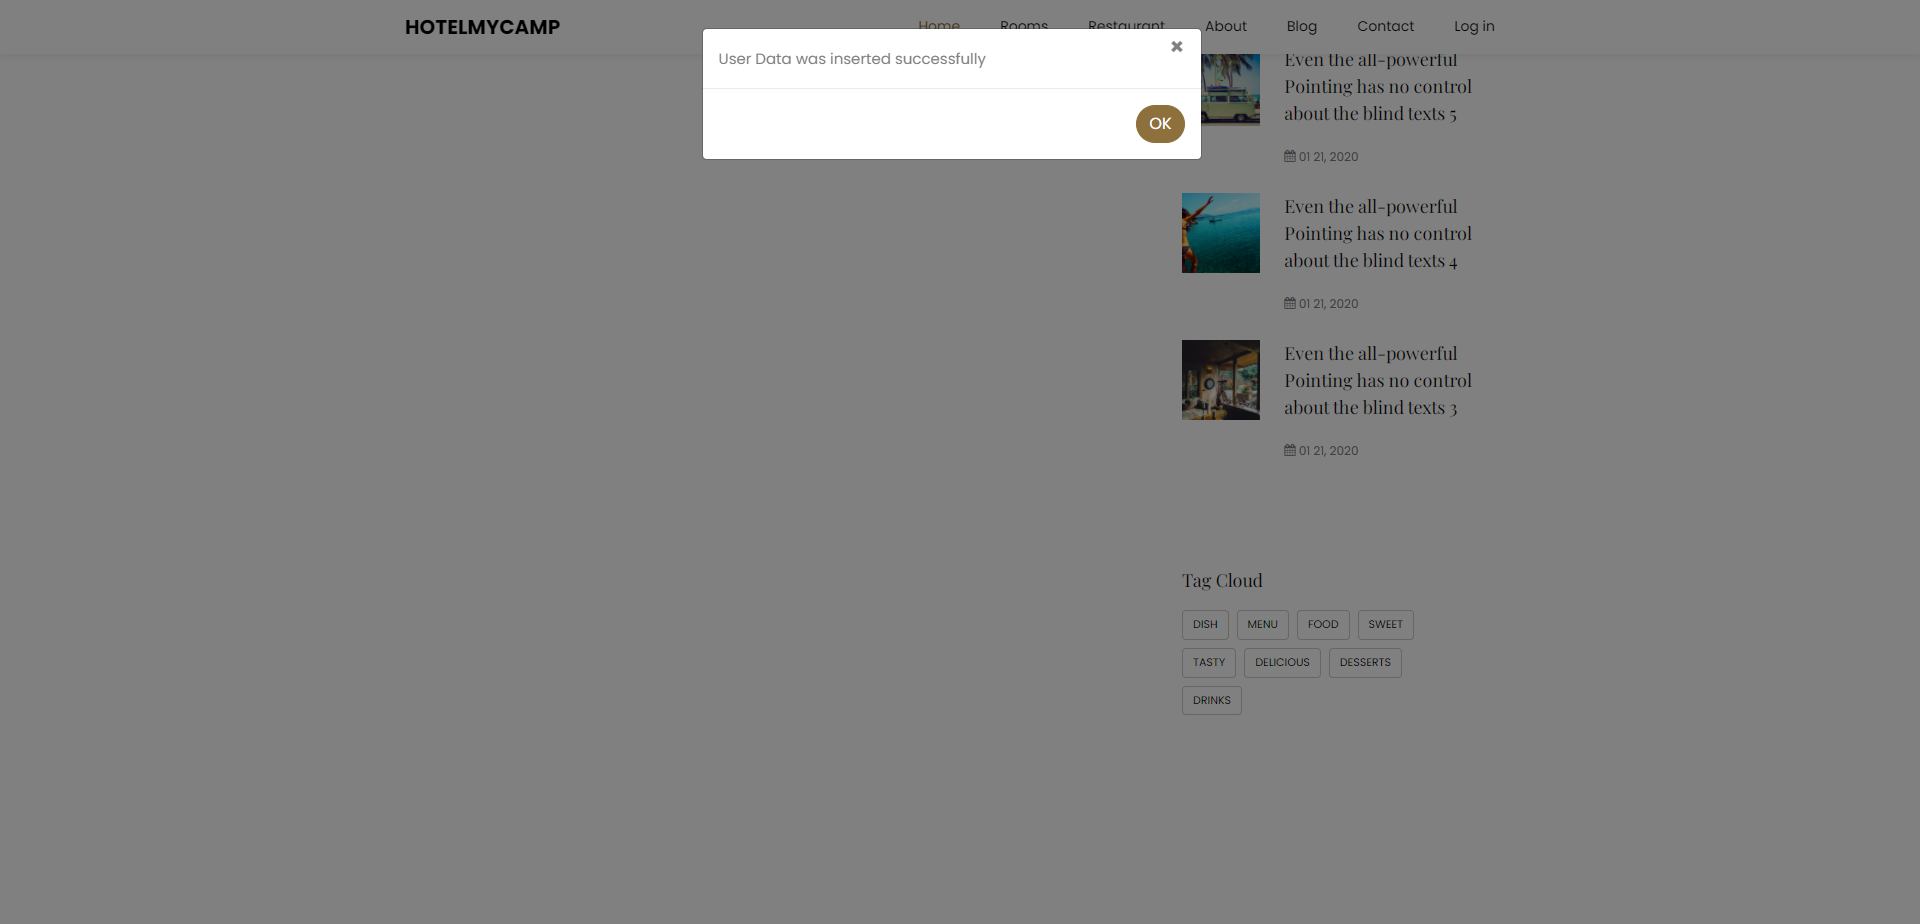 HOTELMYCAMP
Home Rooms Restaurant About Blog Contact Log in
User Data was inserted successfully
OK
Even the all-powerful
Pointing has no control
about the blind texts 5
01 21, 2020
Even the all-powerful
Pointing has no control
about the blind texts 4
01 21, 2020
Even the all-powerful
Pointing has no control
about the blind texts 3
01 21, 2020
Tag Cloud
DISH MENU FOOD SWEET
TASTY DELICIOUS DESSERTS
DRINKS